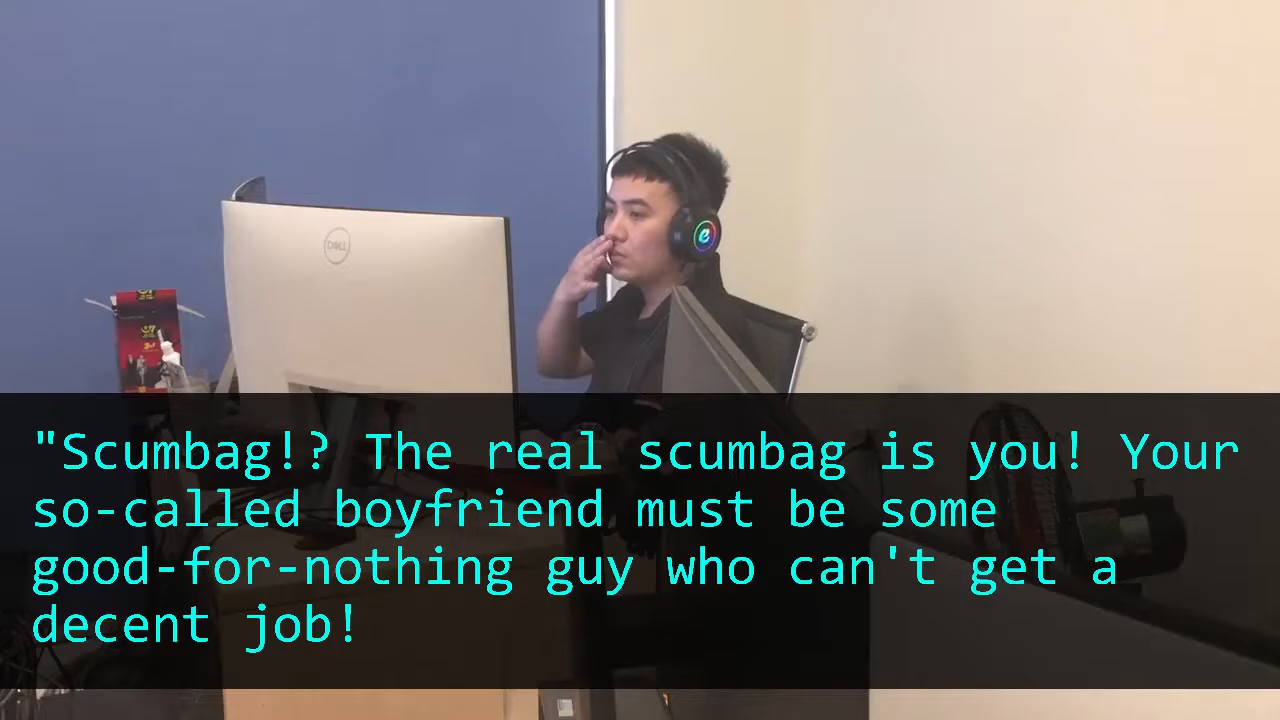 DELL
"Scumbag!? The real scumbag is you! Your
so-called boyfriend must be some
good-for-nothing guy who can't get a
decent job!